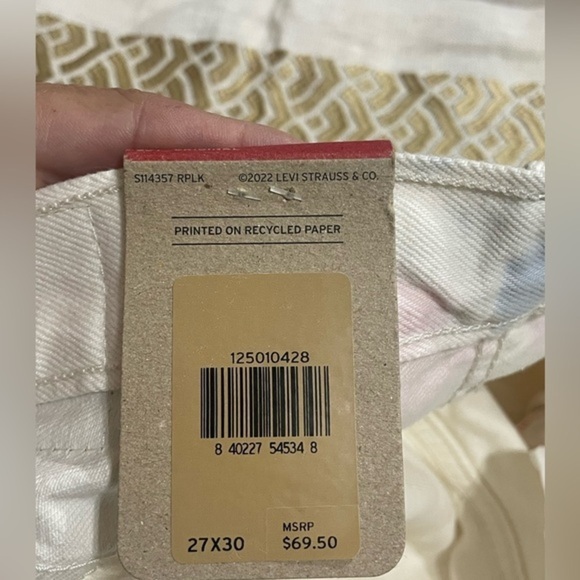 S114357 RPLK ©2022 LEVI STRAUSS & CO.
PRINTED ON RECYCLED PAPER
125010428
8 40227 54534 8
MSRP
27X30 $69.50